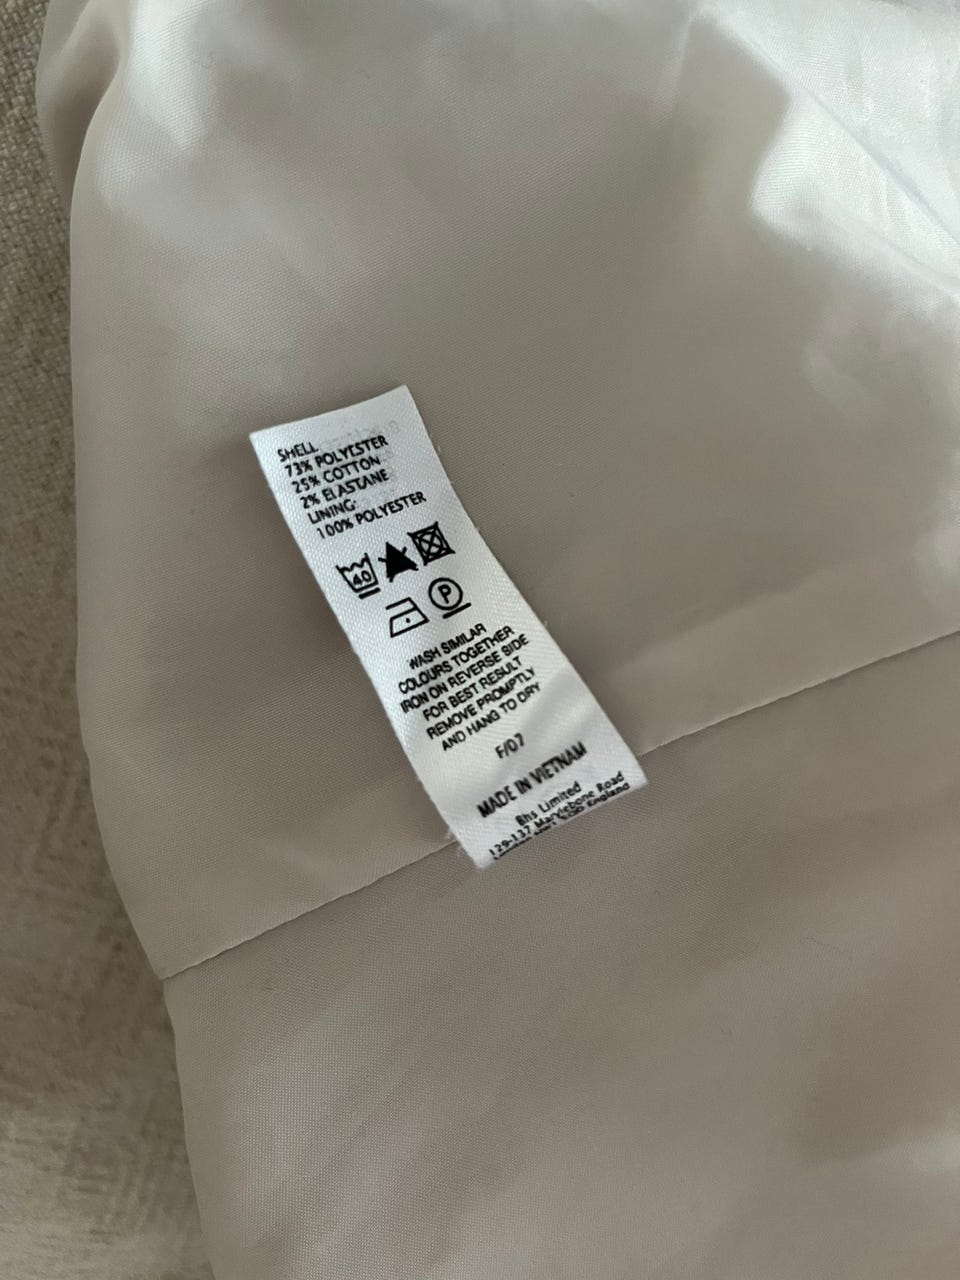 SHELL
73% POLYESTER
25% COTTON
2% ELASTANE
LINING:
100% POLYESTER
40
P
WASH SIMILAR
COLOURS TOGETHER
IRON ON REVERSE SIDE
FOR BEST RESULT
REMOVE PROMPTLY
AND HANG TO DRY
F/07
MADE IN VIETNAM
Bhs Limited
129-137 Marylebone Road
England